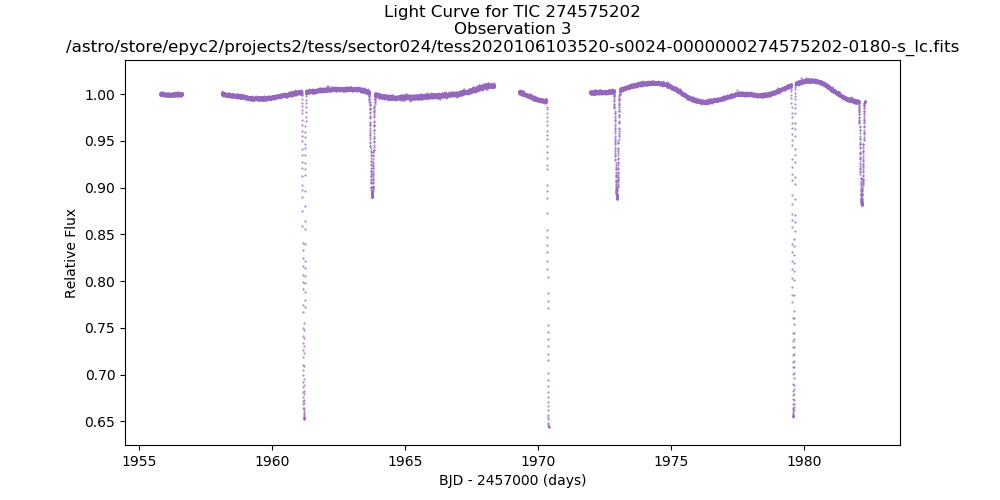 Light Curve for TIC 274575202
Observation 3
/astro/store/epyc2/projects2/tess/sector024/tess2020106103520-s0024-0000000274575202-0180-s_lc.fits
1.00
0.95
0.90
0.85
0.80
0.75
0.70
0.65
Relative Flux
1955 1960 1965 1970 1975 1980
BJD - 2457000 (days)